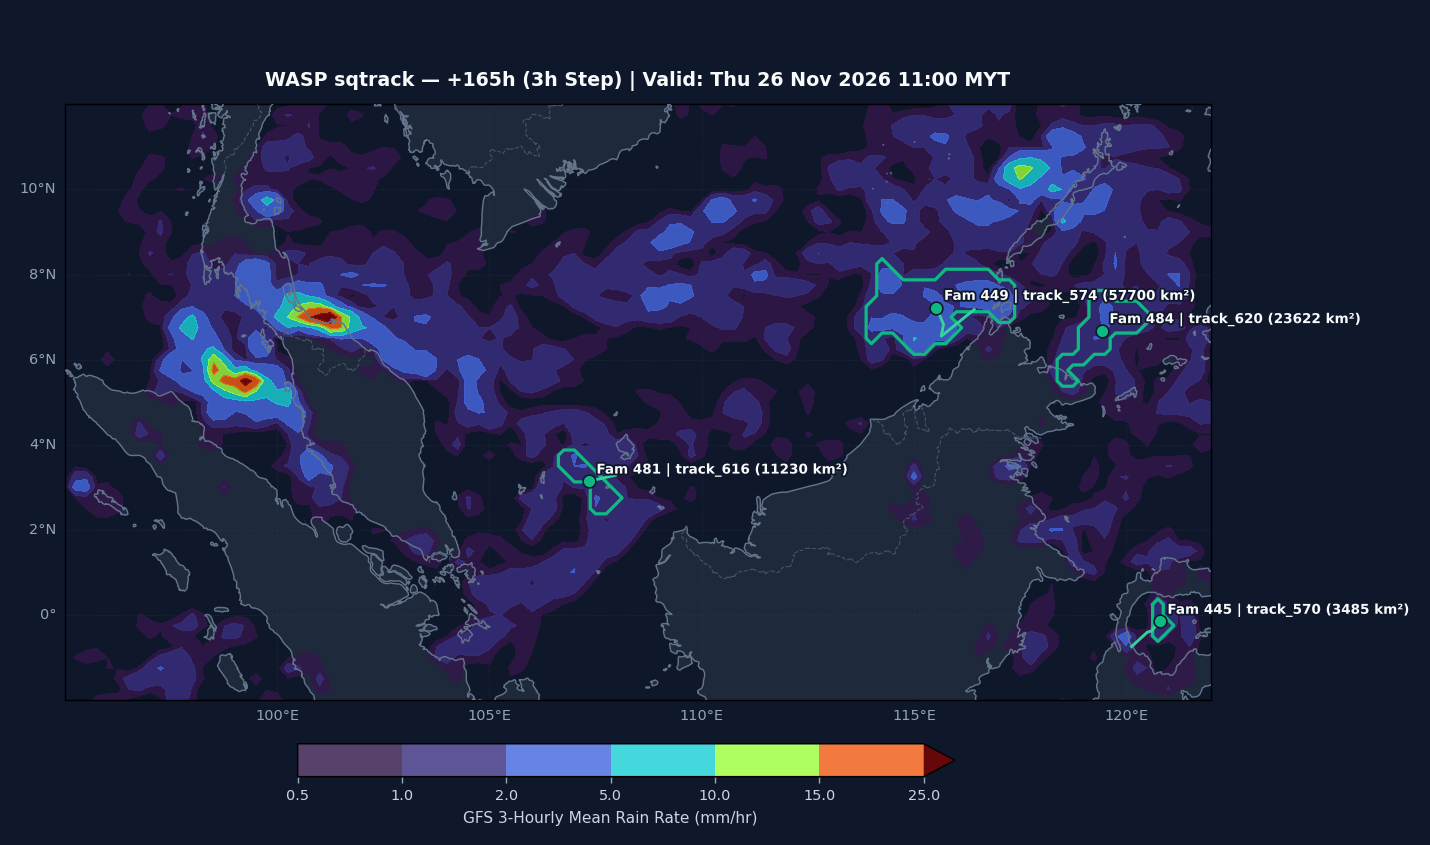 WASP sqtrack — +165h (3h Step) | Valid: Thu 26 Nov 2026 11:00 MYT
10°N
8°N
Fam 449 | track_574 (57700 km²)
Fam 484 | track_620 (23622 km²)
6°N
4°N
Fam 481 | track_616 (11230 km²)
2°N
0°
Fam 445 | track_570 (3485 km²)
100°E 105°E 110°E 115°E 120°E
0.5 1.0 2.0 5.0 10.0 15.0 25.0
GFS 3-Hourly Mean Rain Rate (mm/hr)